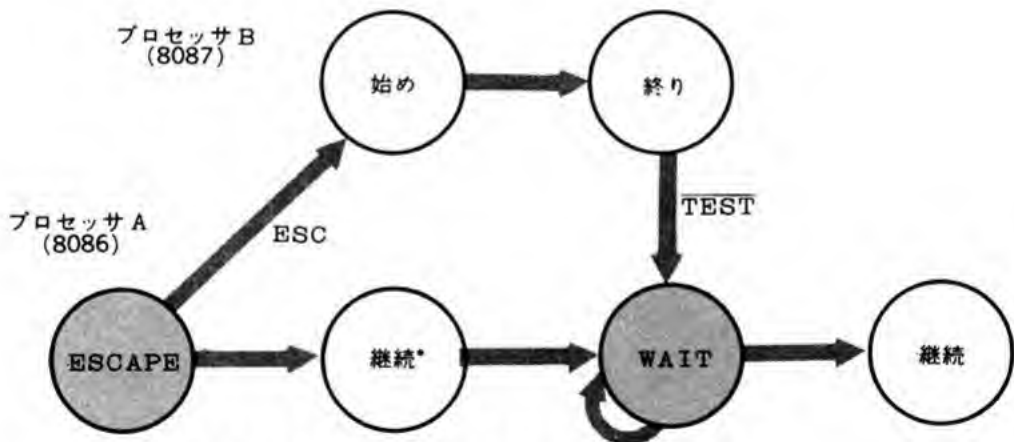 プロセッサB
(8087)
始め
終り
プロセッサA
(8086)
ESC
TEST
ESCAPE
継続*
WAIT
継続